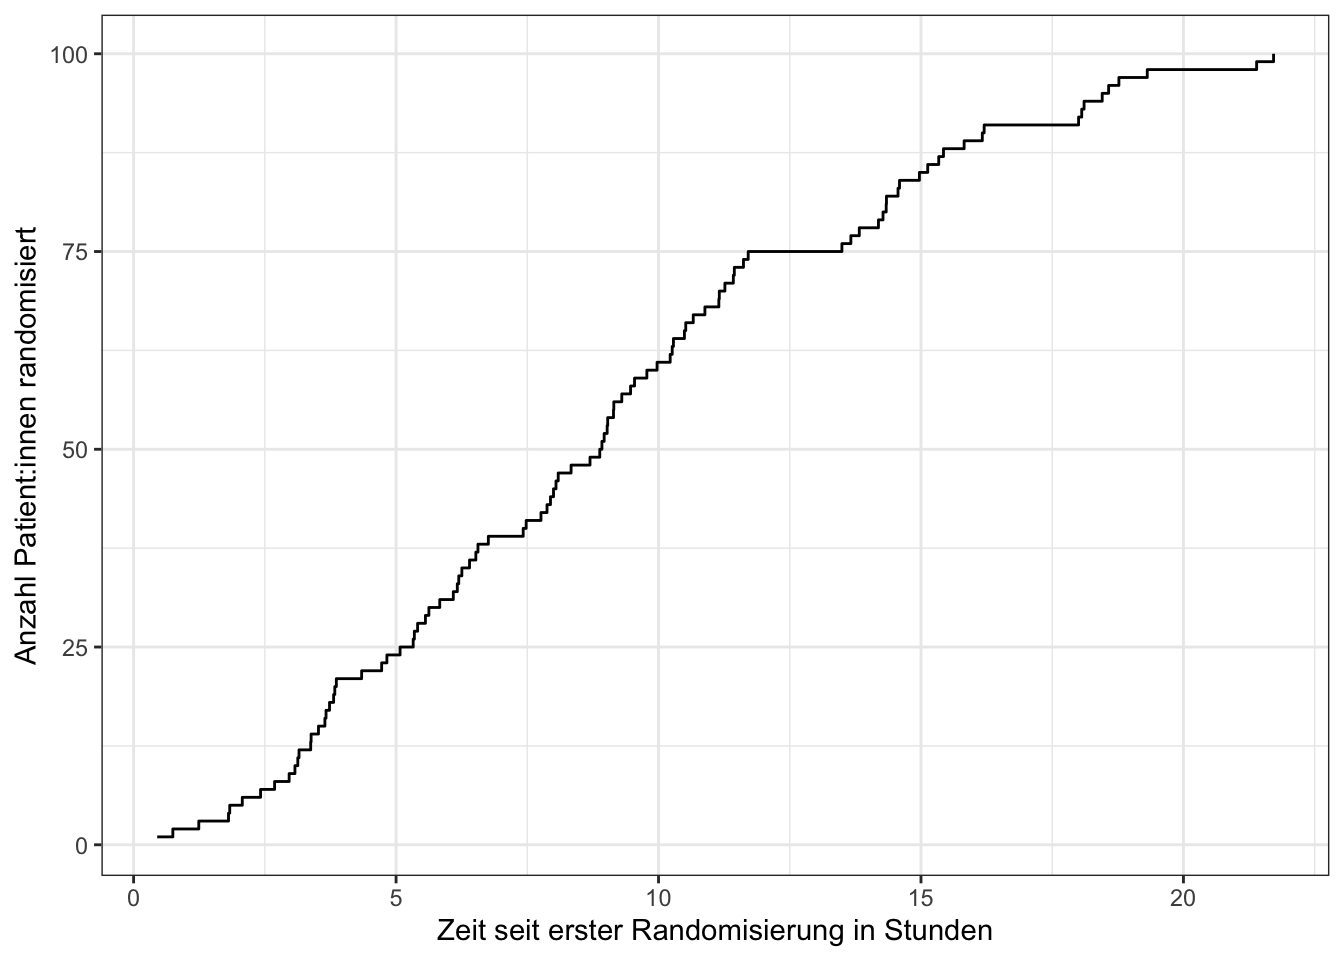 100
75
50
25
0
Anzahl Patient:innen randomisiert
0 5 10 15 20
Zeit seit erster Randomisierung in Stunden